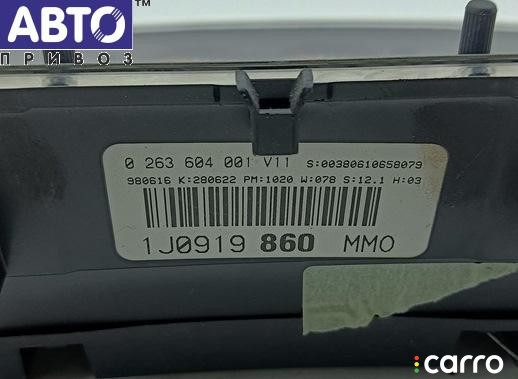 АВТО™
ПРИВОЗ
0 263 604 001 V11 S:00380610658079
980616 K:280622 PM:1020 W:078 S:12.1 H:03
1J0919 860 MMO
carro